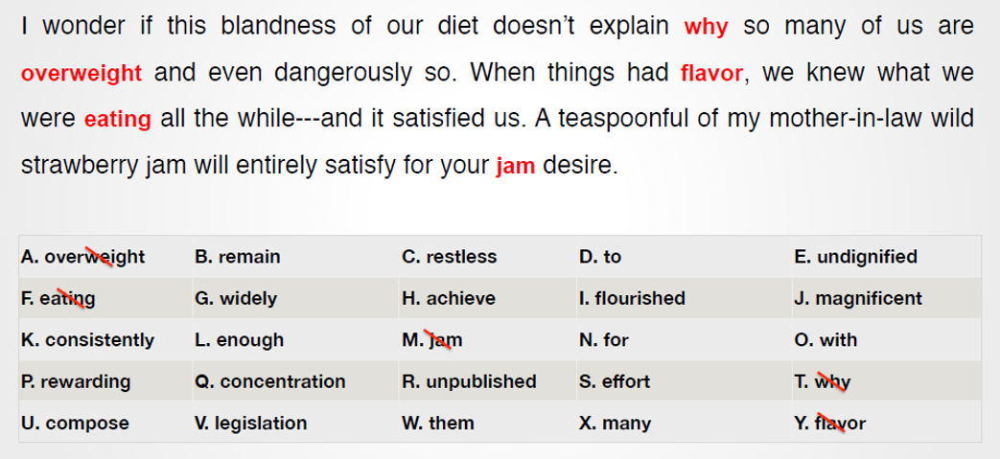 I wonder if this blandness of our diet doesn’t explain why so many of us are
overweight and even dangerously so. When things had flavor, we knew what we
were eating all the while---and it satisfied us. A teaspoonful of my mother-in-law wild
strawberry jam will entirely satisfy for your jam desire.
A. overweight B. remain C. restless D. to E. undignified
F. eating G. widely H. achieve I. flourished J. magnificent
K. consistently L. enough M. jam N. for O. with
P. rewarding Q. concentration R. unpublished S. effort T. why
U. compose V. legislation W. them X. many Y. flavor